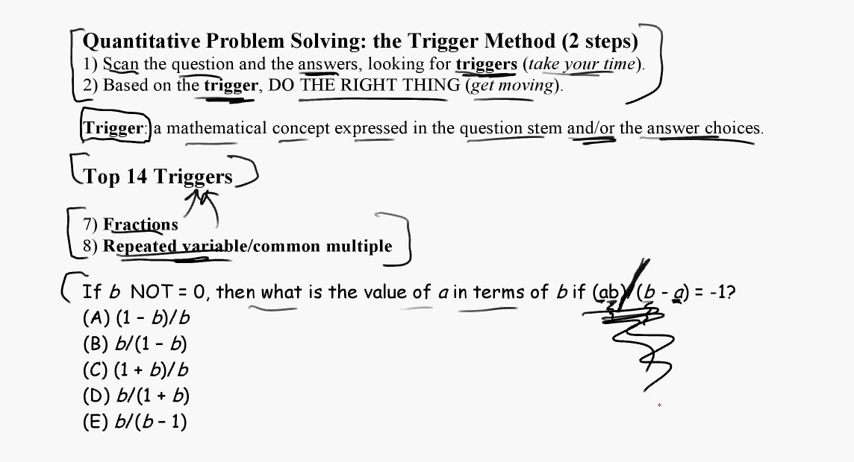 Quantitative Problem Solving: the Trigger Method (2 steps)
1) Scan the question and the answers, looking for triggers (take your time).
2) Based on the trigger, DO THE RIGHT THING (get moving).
Trigger: a mathematical concept expressed in the question stem and/or the answer choices.
Top 14 Triggers
7) Fractions
8) Repeated variable/common multiple
If b NOT = 0, then what is the value of a in terms of b if (ab)/(b - a) = -1?
(A) (1 - b)/b
(B) b/(1 - b)
(C) (1 + b)/b
(D) b/(1 + b)
(E) b/(b - 1)